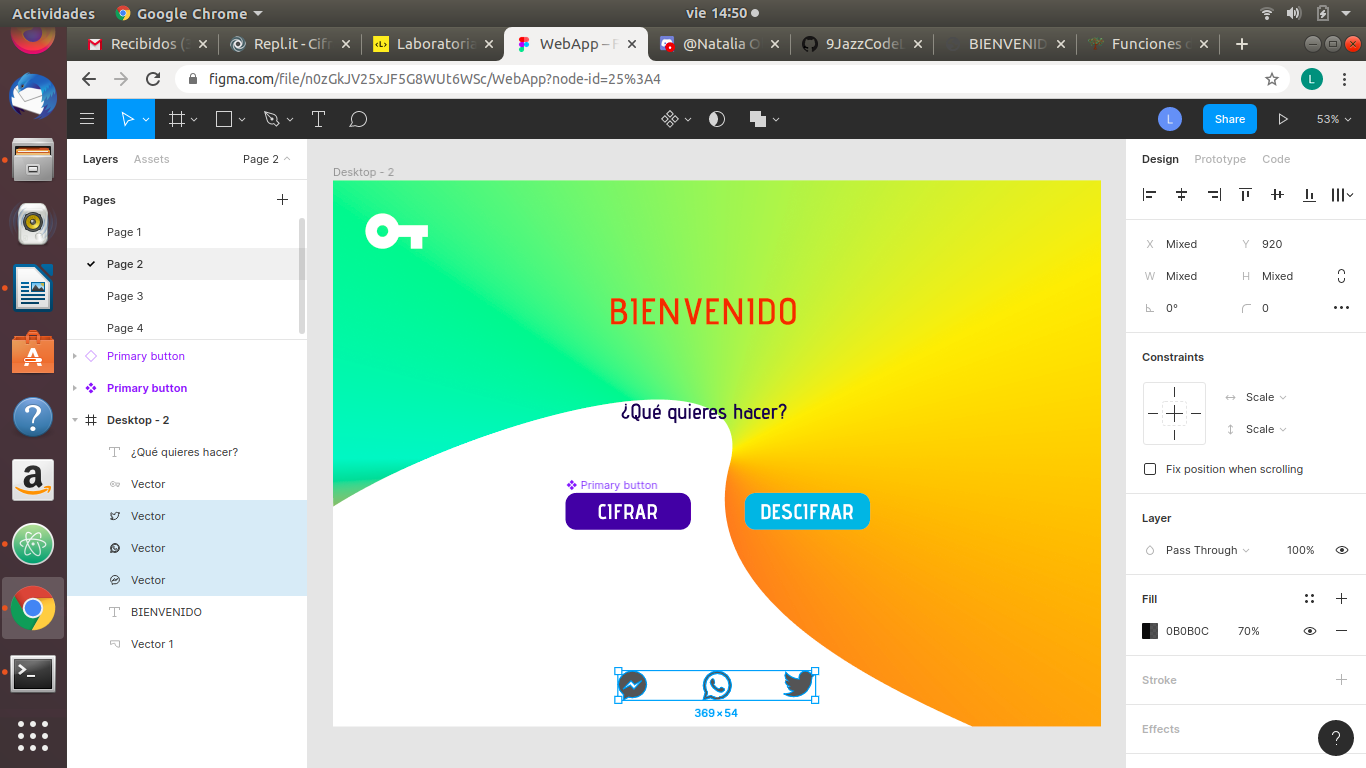 Actividades
Google Chrome
vie 14:50
Recibidos (
Repl.it - Cifr
Laboratoria
WebApp – F
@Natalia O
9JazzCodeL
BIENVENID
Funciones
figma.com/file/n0zGkJV25xJF5G8WUt6WSc/WebApp?node-id=25%3A4
L
L
Share
53%
Layers
Assets
Page 2
Pages
Page 1
Page 2
Page 3
Page 4
Primary button
Primary button
Desktop - 2
¿Qué quieres hacer?
Vector
Vector
Vector
Vector
BIENVENIDO
Vector 1
Desktop - 2
BIENVENIDO
¿Qué quieres hacer?
Primary button
CIFRAR
DESCIFRAR
369 × 54
Design
Prototype
Code
X Mixed
Y 920
W Mixed
H Mixed
0°
0
Constraints
Scale
Scale
Fix position when scrolling
Layer
Pass Through
100%
Fill
0B0B0C
70%
Stroke
Effects
?